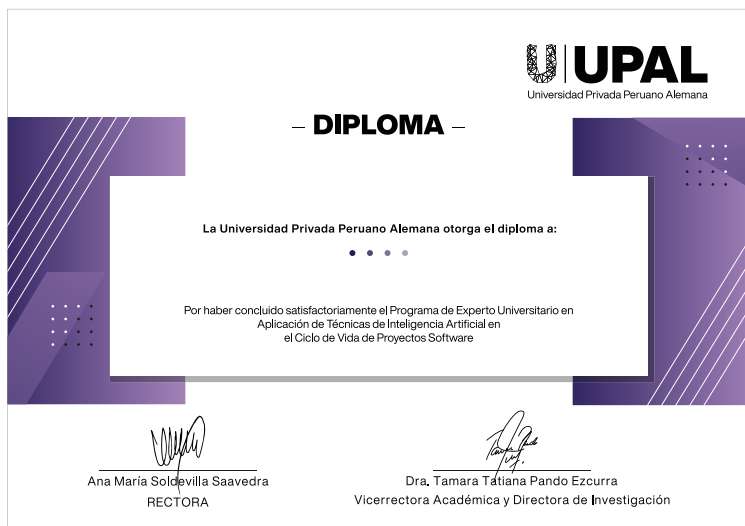 UPAL
Universidad Privada Peruano Alemana
– DIPLOMA –
La Universidad Privada Peruano Alemana otorga el diploma a:
Por haber concluido satisfactoriamente el Programa de Experto Universitario en
Aplicación de Técnicas de Inteligencia Artificial en
el Ciclo de Vida de Proyectos Software
Ana María Soldevilla Saavedra
RECTORA
Dra. Tamara Tatiana Pando Ezcurra
Vicerrectora Académica y Directora de Investigación